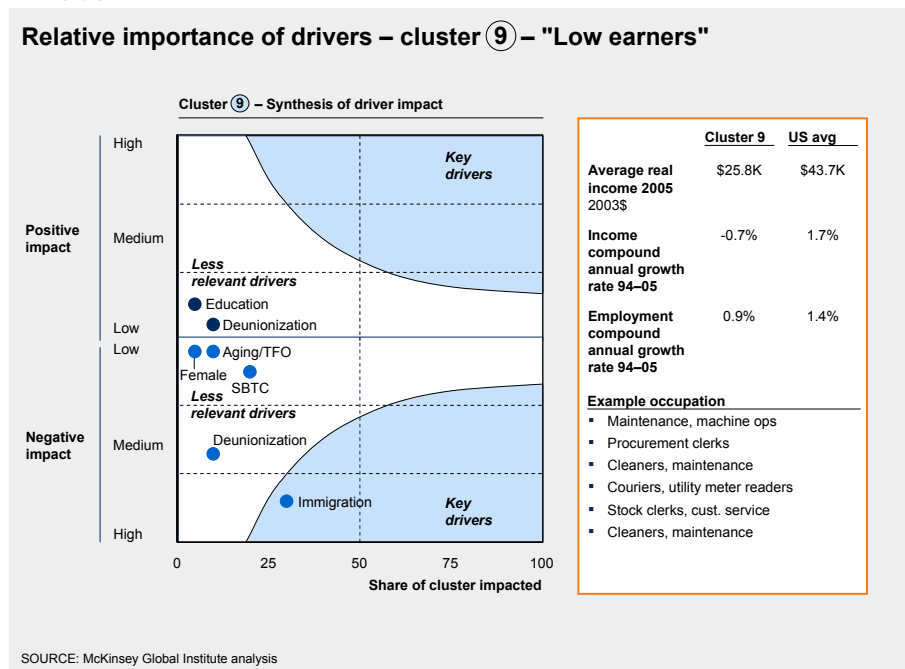 Relative importance of drivers – cluster 9 – "Low earners"
Cluster 9 – Synthesis of driver impact
Positive
impact
Negative
impact
High
Medium
Low
Low
Medium
High
Key
drivers
Less
relevant drivers
Education
Deunionization
Aging/TFO
Female
SBTC
Less
relevant drivers
Deunionization
Immigration
Key
drivers
0 25 50 75 100
Share of cluster impacted
Cluster 9 US avg
Average real $25.8K $43.7K
income 2005
2003$
Income -0.7% 1.7%
compound
annual growth
rate 94–05
Employment 0.9% 1.4%
compound
annual growth
rate 94–05
Example occupation
▪ Maintenance, machine ops
▪ Procurement clerks
▪ Cleaners, maintenance
▪ Couriers, utility meter readers
▪ Stock clerks, cust. service
▪ Cleaners, maintenance
SOURCE: McKinsey Global Institute analysis